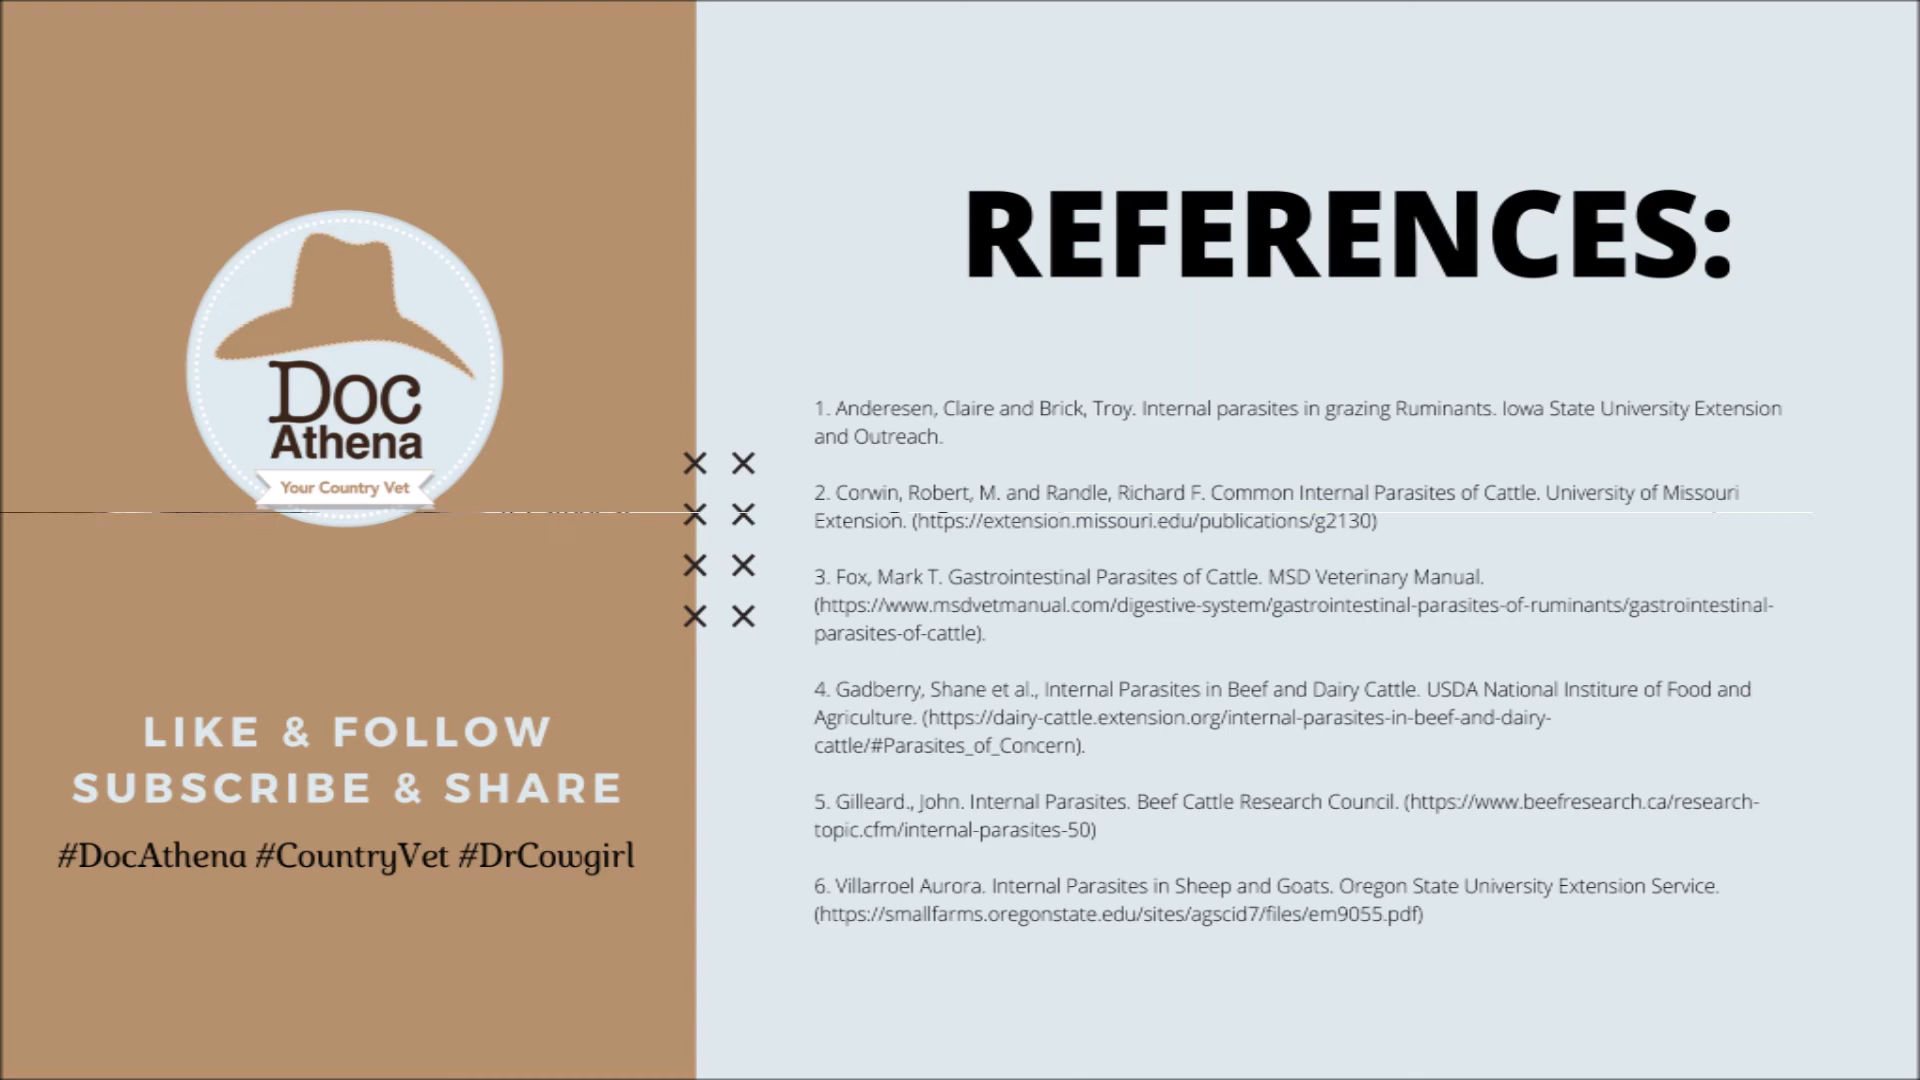 Doc
Athena
Your Country Vet
LIKE & FOLLOW
SUBSCRIBE & SHARE
#DocAthena #CountryVet #DrCowgirl
REFERENCES:
1. Anderesen, Claire and Brick, Troy. Internal parasites in grazing Ruminants. Iowa State University Extension
and Outreach.
2. Corwin, Robert, M. and Randle, Richard F. Common Internal Parasites of Cattle. University of Missouri
Extension. (https://extension.missouri.edu/publications/g2130)
3. Fox, Mark T. Gastrointestinal Parasites of Cattle. MSD Veterinary Manual.
(https://www.msdvetmanual.com/digestive-system/gastrointestinal-parasites-of-ruminants/gastrointestinal-
parasites-of-cattle).
4. Gadberry, Shane et al., Internal Parasites in Beef and Dairy Cattle. USDA National Institute of Food and
Agriculture. (https://dairy-cattle.extension.org/internal-parasites-in-beef-and-dairy-
cattle/#Parasites_of_Concern).
5. Gilleard., John. Internal Parasites. Beef Cattle Research Council. (https://www.beefresearch.ca/research-
topic.cfm/internal-parasites-50)
6. Villarroel Aurora. Internal Parasites in Sheep and Goats. Oregon State University Extension Service.
(https://smallfarms.oregonstate.edu/sites/agscid7/files/em9055.pdf)